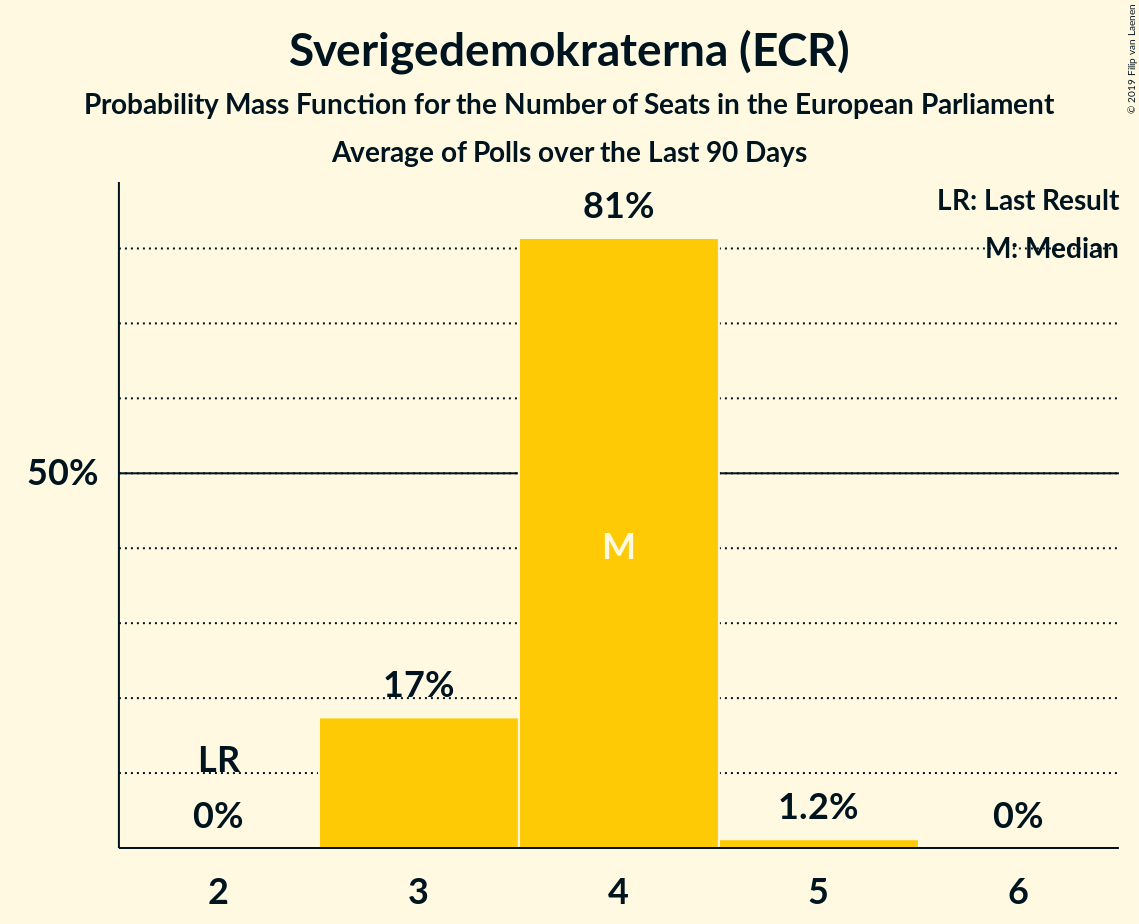 Sverigedemokraterna (ECR)
Probability Mass Function for the Number of Seats in the European Parliament
Average of Polls over the Last 90 Days
© 2019 Filip van Laenen
LR: Last Result
M: Median
81%
50%
M
17%
LR
0%
1.2%
0%
2 3 4 5 6